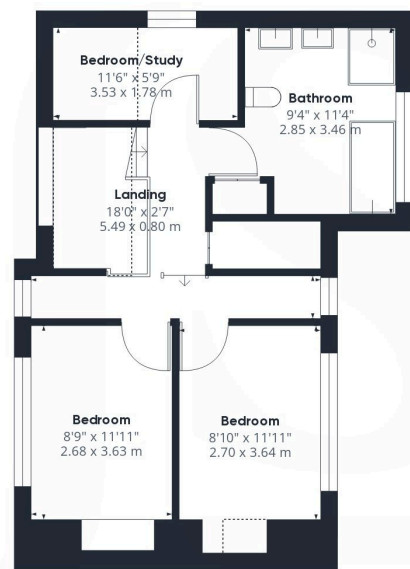 Bedroom/Study
11'6" x 5'9"
3.53 x 1.78 m
Bathroom
9'4" x 11'4"
2.85 x 3.46 m
Landing
18'0" x 2'7"
5.49 x 0.80 m
Bedroom
8'9" x 11'11"
2.68 x 3.63 m
Bedroom
8'10" x 11'11"
2.70 x 3.64 m